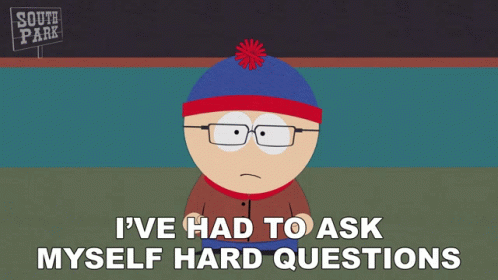 SOUTH
PARK
I'VE HAD TO ASK
MYSELF HARD QUESTIONS